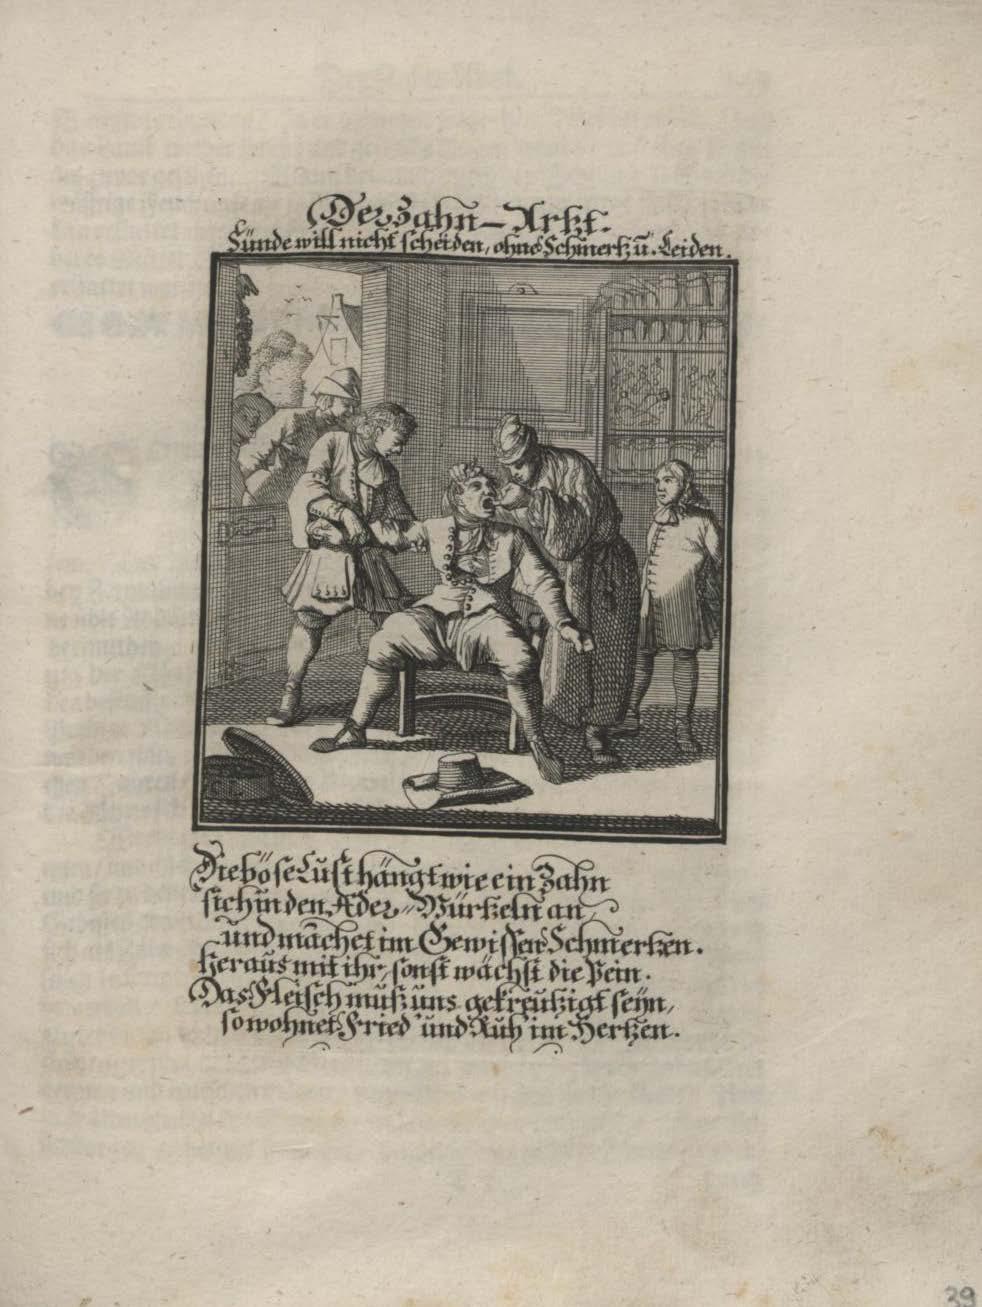 Der Zahn-Artzt.
Sünde will nicht scheiden, ohne Schmertz ū. Leiden.
Die böse Lust hängt wie ein Zahn
sich in den Ader-Würtzeln an,
und machet im Gewissen Schmertzen.
heraus mit ihr, sonst wächst die Pein.
Das Fleisch muß uns gekreutzigt seyn,
so wohnet Fried und Ruh im Hertzen.
39